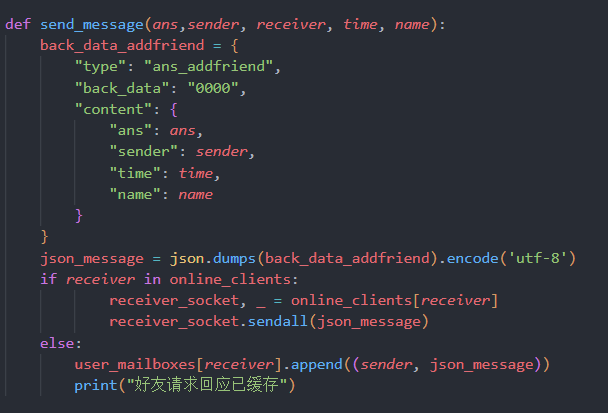 def send_message(ans,sender, receiver, time, name):
    back_data_addfriend = {
        "type": "ans_addfriend",
        "back_data": "0000",
        "content": {
            "ans": ans,
            "sender": sender,
            "time": time,
            "name": name
        }
    }
    json_message = json.dumps(back_data_addfriend).encode('utf-8')
    if receiver in online_clients:
            receiver_socket, _ = online_clients[receiver]
            receiver_socket.sendall(json_message)
    else:
        user_mailboxes[receiver].append((sender, json_message))
        print("好友请求回应已缓存")